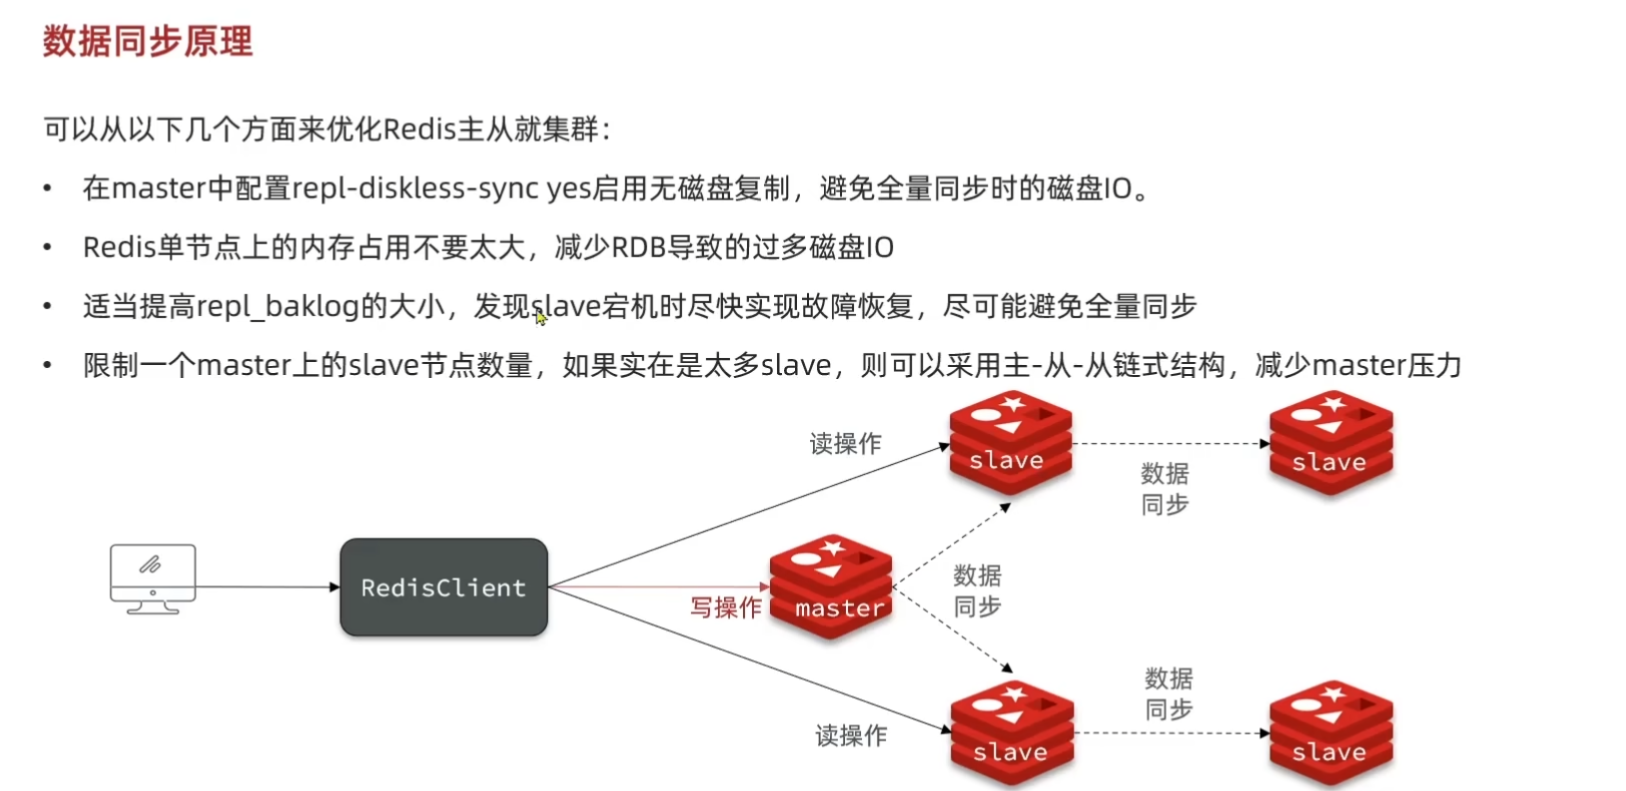 数据同步原理
可以从以下几个方面来优化Redis主从就集群：
• 在master中配置repl-diskless-sync yes启用无磁盘复制，避免全量同步时的磁盘IO。
• Redis单节点上的内存占用不要太大，减少RDB导致的过多磁盘IO
• 适当提高repl_baklog的大小，发现slave宕机时尽快实现故障恢复，尽可能避免全量同步
• 限制一个master上的slave节点数量，如果实在是太多slave，则可以采用主-从-从链式结构，减少master压力
读操作
slave
slave
数据
同步
RedisClient
写操作
master
数据
同步
读操作
slave
数据
同步
slave